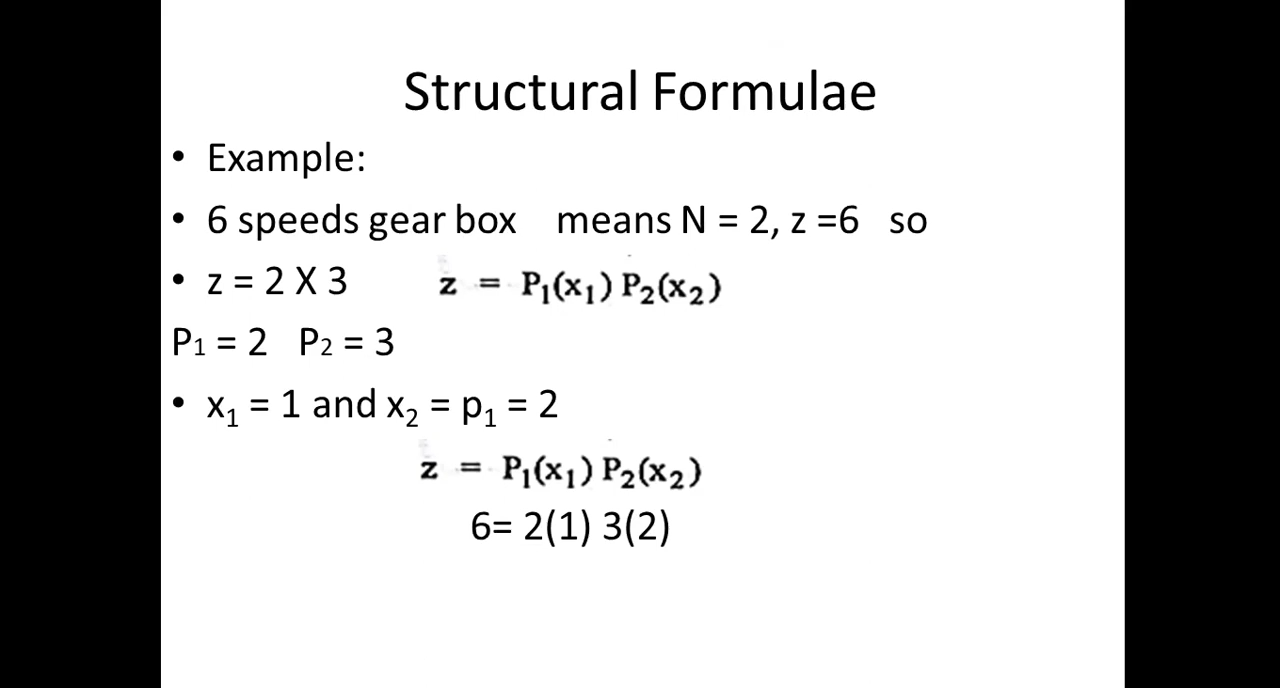 Structural Formulae
• Example:
• 6 speeds gear box means N = 2, z =6 so
• z = 2 X 3 z = P₁(x₁) P₂(x₂)
P₁ = 2 P₂ = 3
• x₁ = 1 and x₂ = p₁ = 2
z = P₁(x₁) P₂(x₂)
6= 2(1) 3(2)